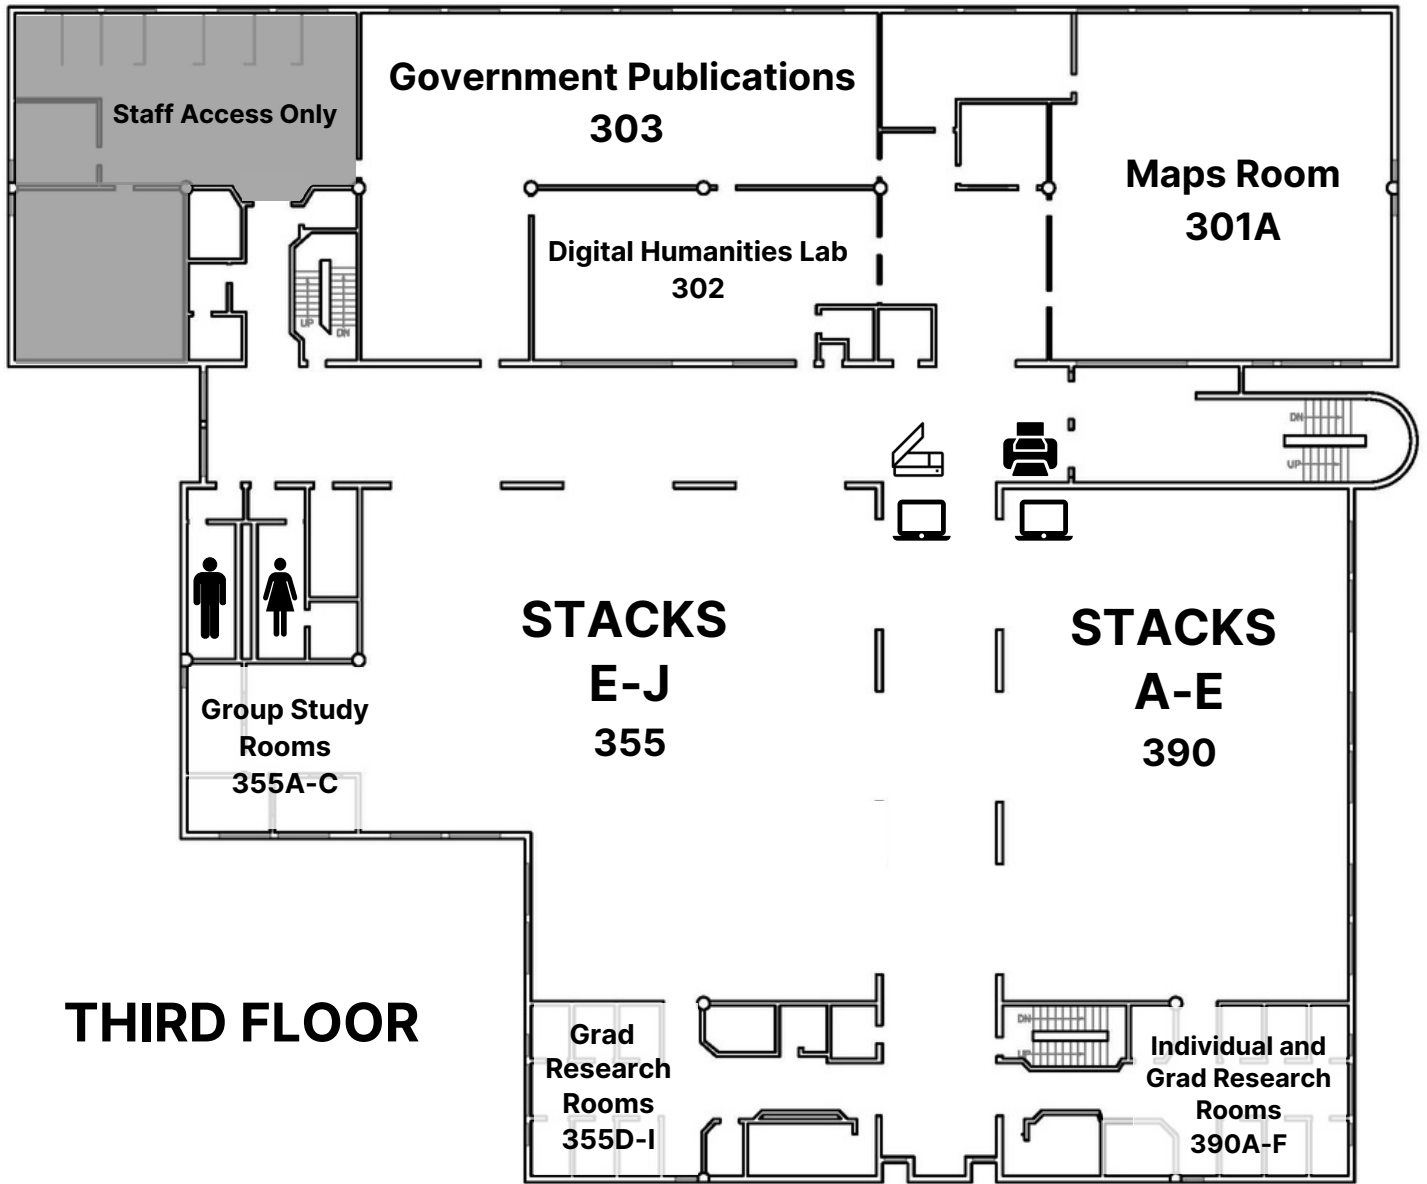 Staff Access Only
Government Publications
303
Maps Room
301A
Digital Humanities Lab
302
UP
DN
DN
UP
STACKS
E-J
355
STACKS
A-E
390
Group Study
Rooms
355A-C
THIRD FLOOR
Grad
Research
Rooms
355D-I
DN
UP
Individual and
Grad Research
Rooms
390A-F